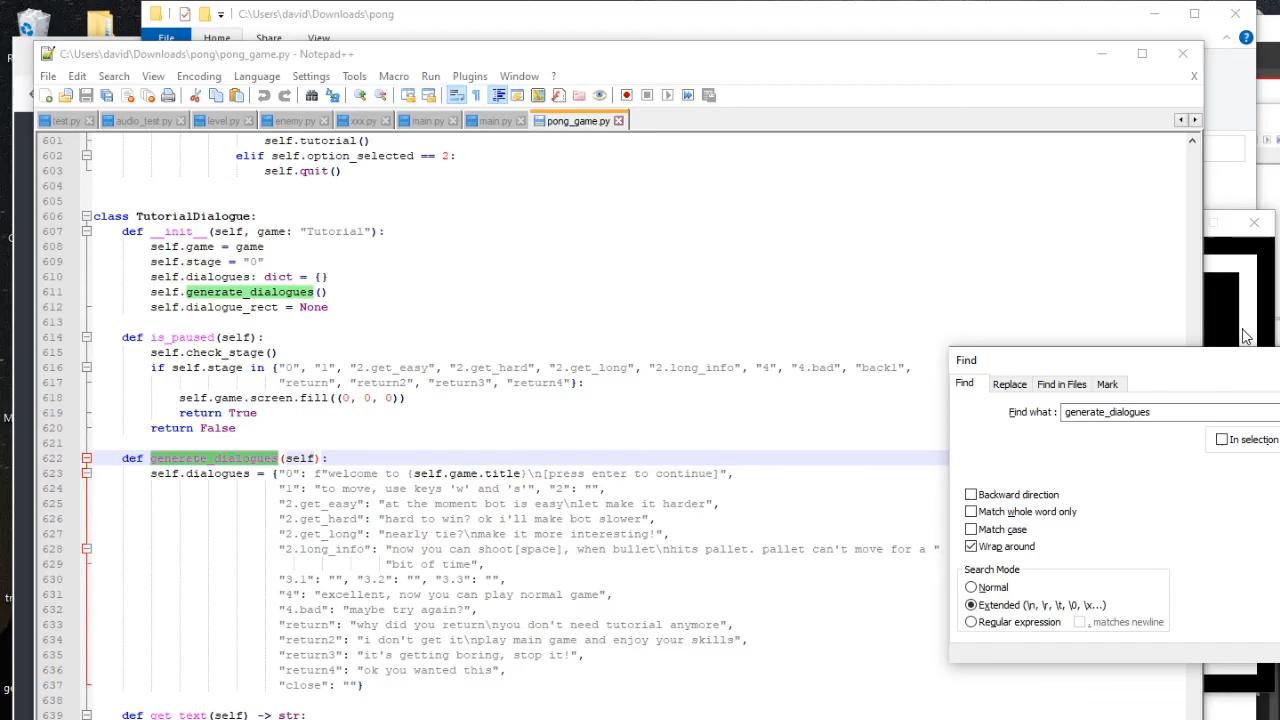 C:\Users\david\Downloads\pong
File Home Share View
C:\Users\david\Downloads\pong\pong_game.py - Notepad++
File Edit Search View Encoding Language Settings Tools Macro Run Plugins Window ? X
test.py audio_test.py level.py enemy.py xxx.py main.py main.py pong_game.py
601 self.tutorial()
602 elif self.option_selected == 2:
603 self.quit()
604
605
606 class TutorialDialogue:
607 def __init__(self, game: "Tutorial"):
608 self.game = game
609 self.stage = "0"
610 self.dialogues: dict = {}
611 self.generate_dialogues()
612 self.dialogue_rect = None
613
614 def is_paused(self):
615 self.check_stage()
616 if self.stage in {"0", "1", "2.get_easy", "2.get_hard", "2.get_long", "2.long_info", "4", "4.bad", "back1",
617 "return", "return2", "return3", "return4"}:
618 self.game.screen.fill((0, 0, 0))
619 return True
620 return False
621
622 def generate_dialogues(self):
623 self.dialogues = {"0": f"welcome to {self.game.title}\n[press enter to continue]",
624 "1": "to move, use keys 'w' and 's'", "2": "",
625 "2.get_easy": "at the moment bot is easy\nlet make it harder",
626 "2.get_hard": "hard to win? ok i'll make bot slower",
627 "2.get_long": "nearly tie?\nmake it more interesting!",
628 "2.long_info": "now you can shoot[space], when bullet\nhits pallet. pallet can't move for a "
629 "bit of time",
630 "3.1": "", "3.2": "", "3.3": "",
631 "4": "excellent, now you can play normal game",
632 "4.bad": "maybe try again?",
633 "return": "why did you return\nyou don't need tutorial anymore",
634 "return2": "i don't get it\nplay main game and enjoy your skills",
635 "return3": "it's getting boring, stop it!",
636 "return4": "ok you wanted this",
637 "close": ""}
638
639 def get_text(self) -> str:
Find
Find Replace Find in Files Mark
Find what : generate_dialogues
In selection
Backward direction
Match whole word only
Match case
Wrap around
Search Mode
Normal
Extended (\n, \r, \t, \0, \x...)
Regular expression . matches newline